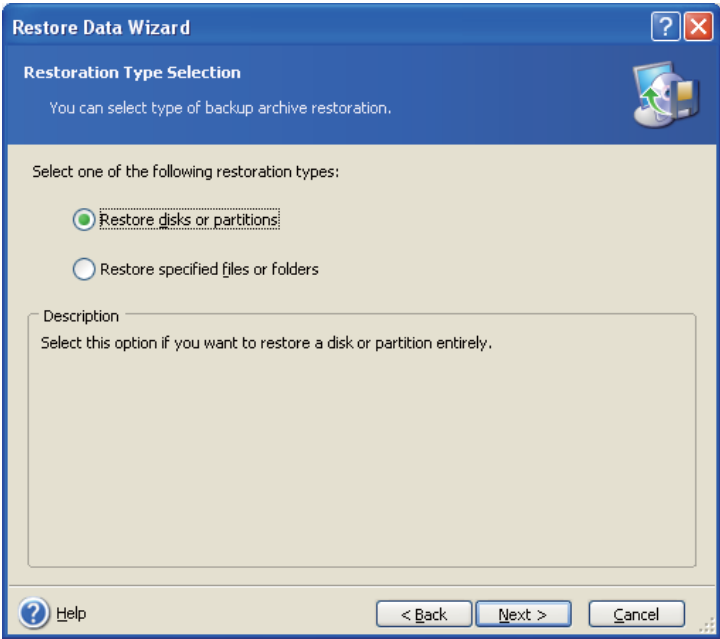 Restore Data Wizard
?
Restoration Type Selection
You can select type of backup archive restoration.
Select one of the following restoration types:
Restore disks or partitions
Restore specified files or folders
Description
Select this option if you want to restore a disk or partition entirely.
? Help
< Back Next > Cancel